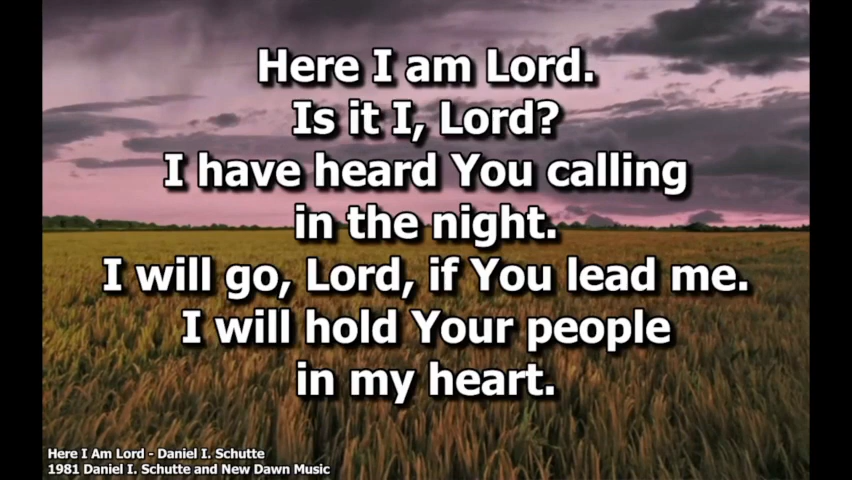 Here I am Lord.
Is it I, Lord?
I have heard You calling
in the night.
I will go, Lord, if You lead me.
I will hold Your people
in my heart.
Here I Am Lord - Daniel I. Schutte
1981 Daniel I. Schutte and New Dawn Music